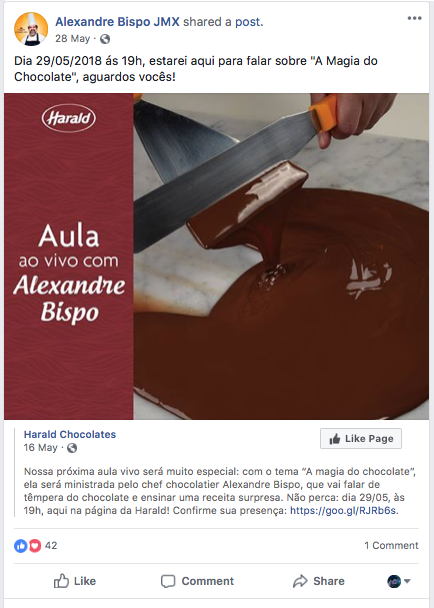 Alexandre Bispo JMX shared a post.
28 May ·
Dia 29/05/2018 ás 19h, estarei aqui para falar sobre "A Magia do
Chocolate", aguardos vocês!
Harald
Aula
ao vivo com
Alexandre
Bispo
Harald Chocolates
16 May ·
Like Page
Nossa próxima aula vivo será muito especial: com o tema “A magia do chocolate”,
ela será ministrada pelo chef chocolatier Alexandre Bispo, que vai falar de
têmpera do chocolate e ensinar uma receita surpresa. Não perca: dia 29/05, às
19h, aqui na página da Harald! Confirme sua presença: https://goo.gl/RJRb6s.
42
1 Comment
Like
Comment
Share